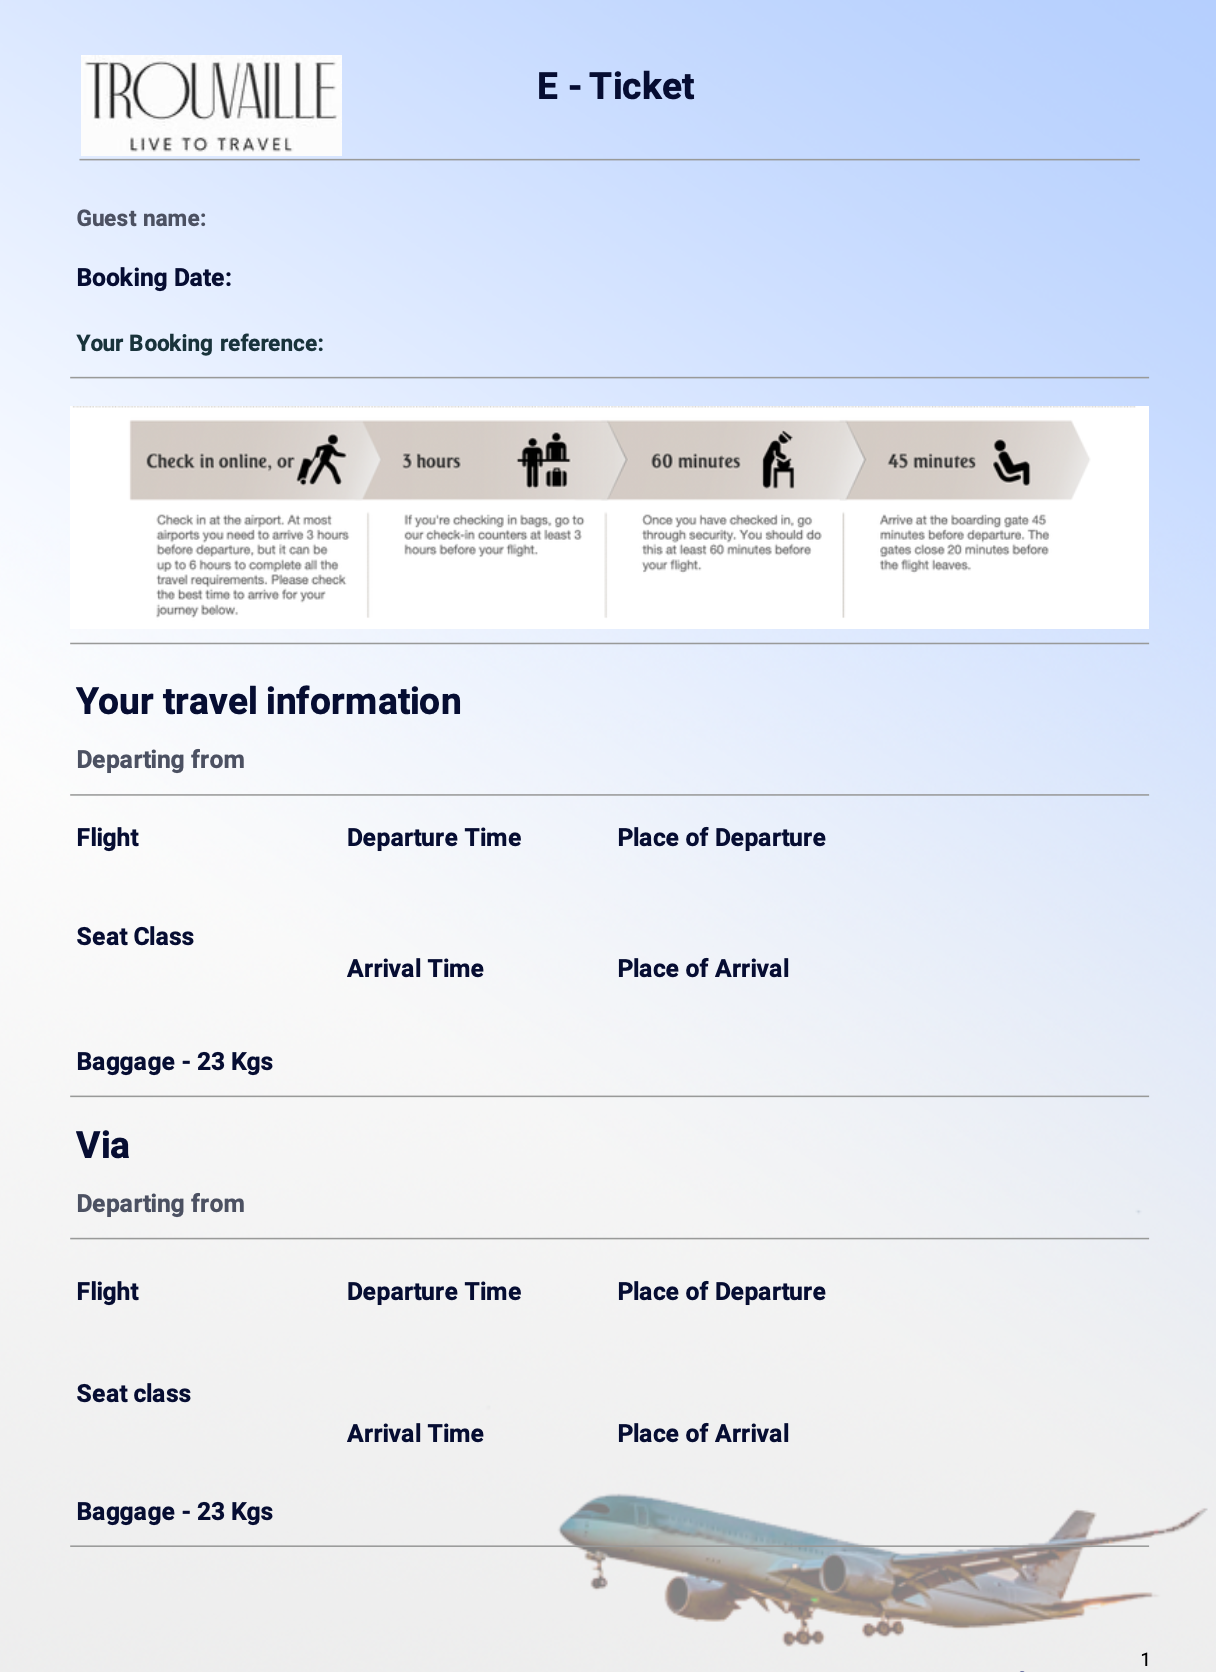 TROUVAILLE
LIVE TO TRAVEL
E - Ticket
Guest name:
Booking Date:
Your Booking reference:
Check in online, or
3 hours
60 minutes
45 minutes
Check in at the airport. At most
airports you need to arrive 3 hours
before departure, but it can be
up to 6 hours to complete all the
travel requirements. Please check
the best time to arrive for your
journey below.
If you're checking in bags, go to
our check-in counters at least 3
hours before your flight.
Once you have checked in, go
through security. You should do
this at least 60 minutes before
your flight.
Arrive at the boarding gate 45
minutes before departure. The
gates close 20 minutes before
the flight leaves.
Your travel information
Departing from
Flight
Departure Time
Place of Departure
Seat Class
Arrival Time
Place of Arrival
Baggage - 23 Kgs
Via
Departing from
Flight
Departure Time
Place of Departure
Seat class
Arrival Time
Place of Arrival
Baggage - 23 Kgs
1